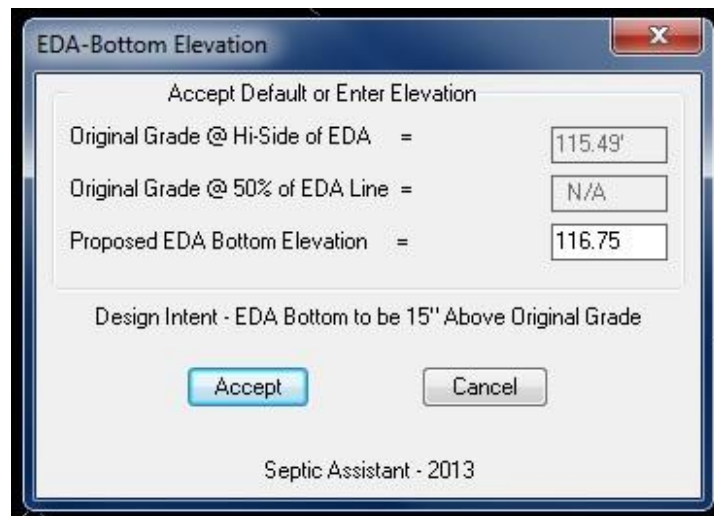 EDA-Bottom Elevation
Accept Default or Enter Elevation
Original Grade @ Hi-Side of EDA = 115.49'
Original Grade @ 50% of EDA Line = N/A
Proposed EDA Bottom Elevation = 116.75
Design Intent - EDA Bottom to be 15" Above Original Grade
Accept Cancel
Septic Assistant - 2013